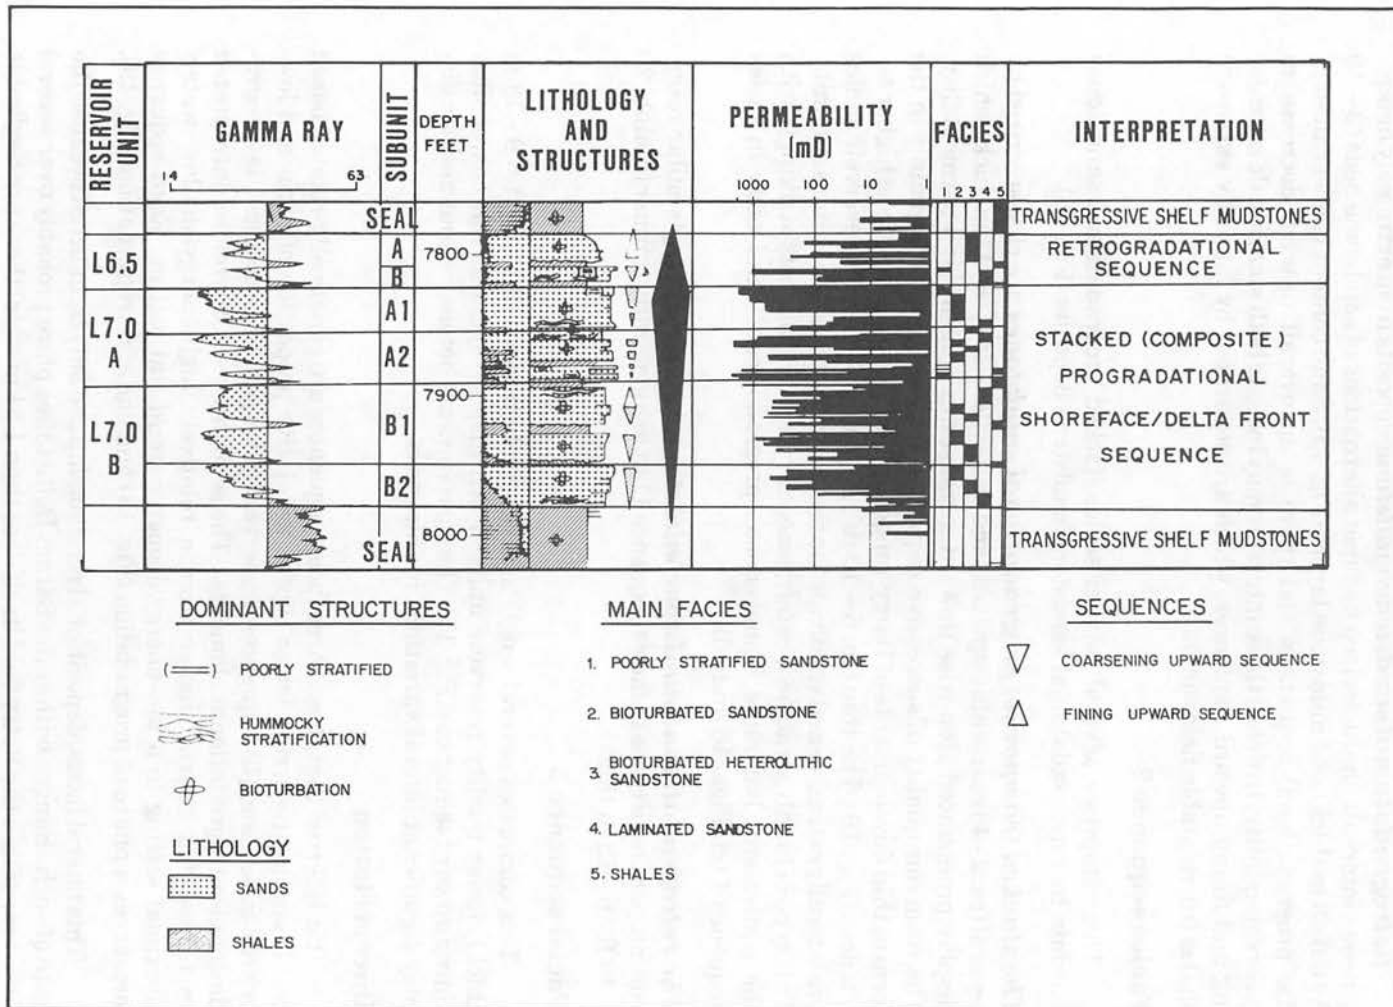 RESERVOIR
UNIT
GAMMA RAY
14
63
SUBUNIT
DEPTH
FEET
LITHOLOGY
AND
STRUCTURES
PERMEABILITY
(mD)
1000
100
10
1
FACIES
1
2
3
4
5
INTERPRETATION
SEAL
TRANSGRESSIVE SHELF MUDSTONES
L6.5
A
7800
RETROGRADATIONAL
SEQUENCE
B
L7.0
A
A1
A2
STACKED (COMPOSITE)
PROGRADATIONAL
SHOREFACE/DELTA FRONT
SEQUENCE
7900
L7.0
B
B1
B2
SEAL
8000
TRANSGRESSIVE SHELF MUDSTONES
DOMINANT STRUCTURES
POORLY STRATIFIED
HUMMOCKY
STRATIFICATION
BIOTURBATION
LITHOLOGY
SANDS
SHALES
MAIN FACIES
1. POORLY STRATIFIED SANDSTONE
2. BIOTURBATED SANDSTONE
3. BIOTURBATED HETEROLITHIC
SANDSTONE
4. LAMINATED SANDSTONE
5. SHALES
SEQUENCES
COARSENING UPWARD SEQUENCE
FINING UPWARD SEQUENCE